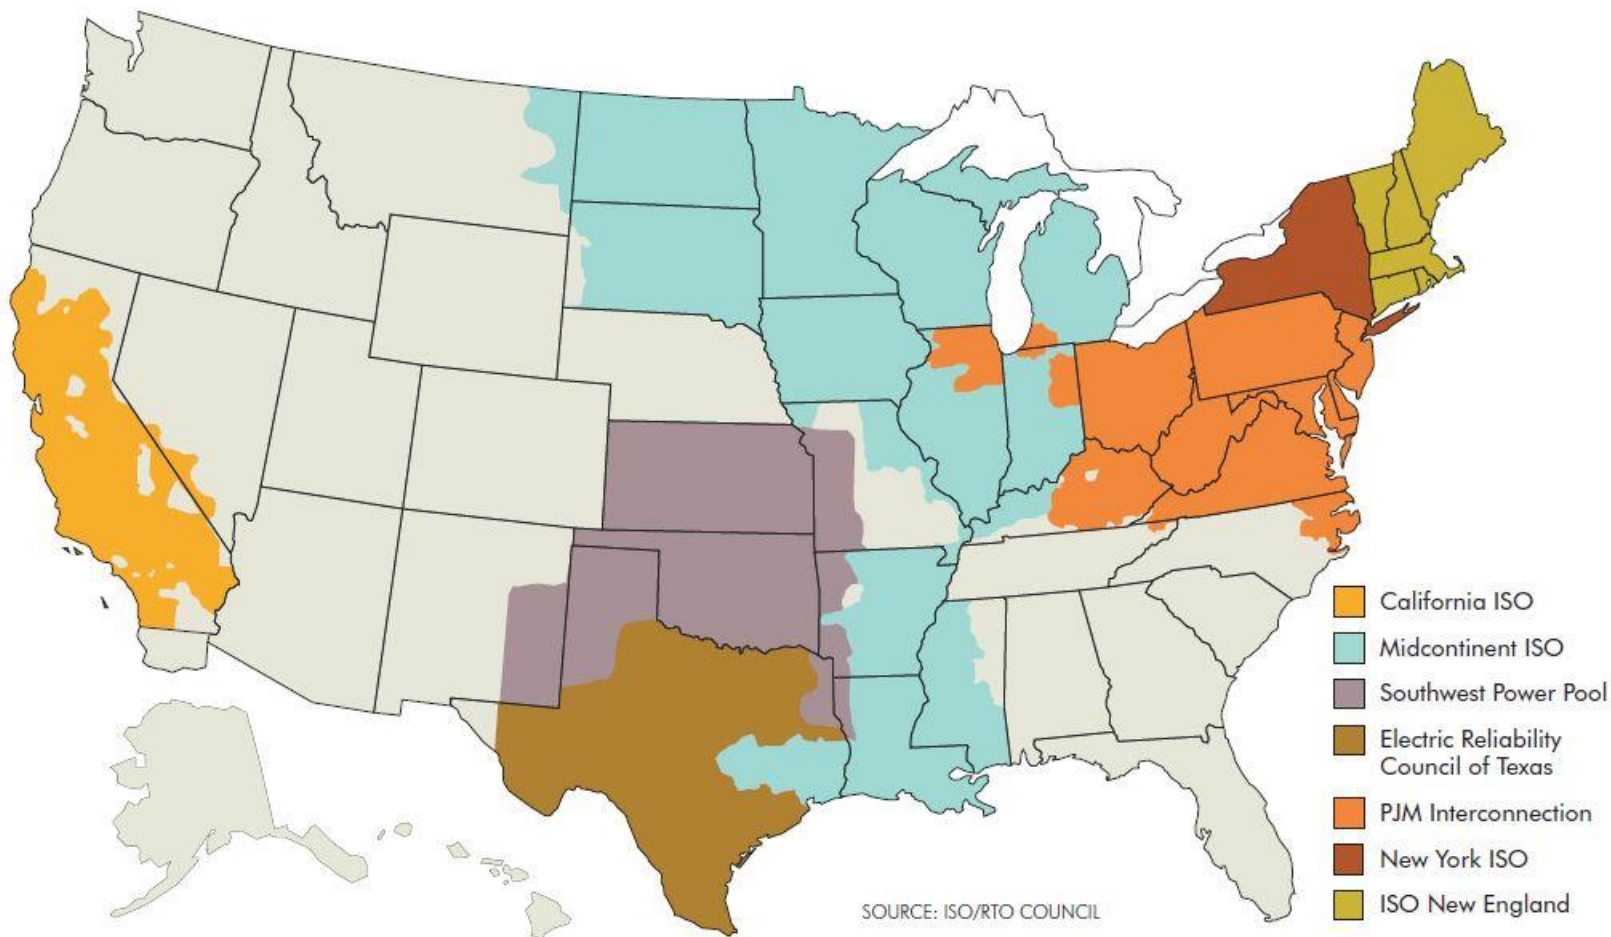 California ISO
Midcontinent ISO
Southwest Power Pool
Electric Reliability
Council of Texas
PJM Interconnection
New York ISO
ISO New England
SOURCE: ISO/RTO COUNCIL